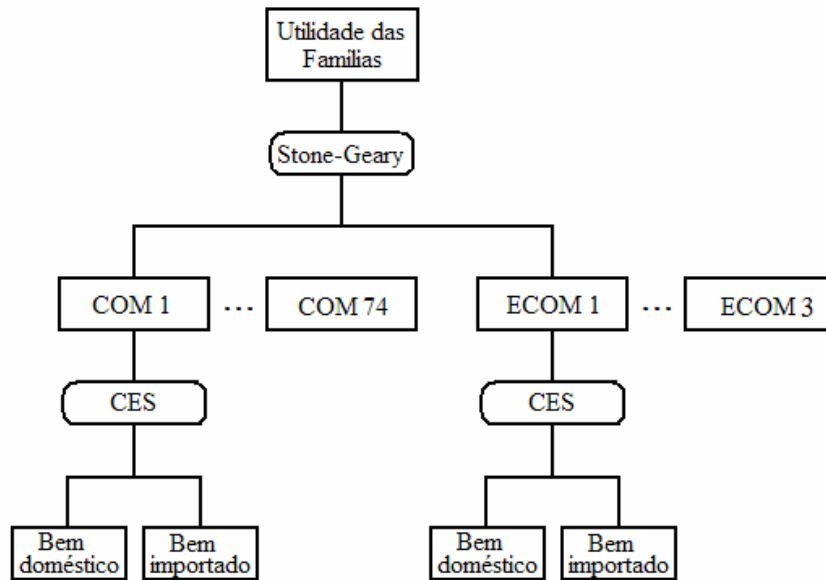 Utilidade das
Famílias
Stone-Geary
COM 1 ... COM 74 ECOM 1 ... ECOM 3
CES CES
Bem
doméstico
Bem
importado
Bem
doméstico
Bem
importado